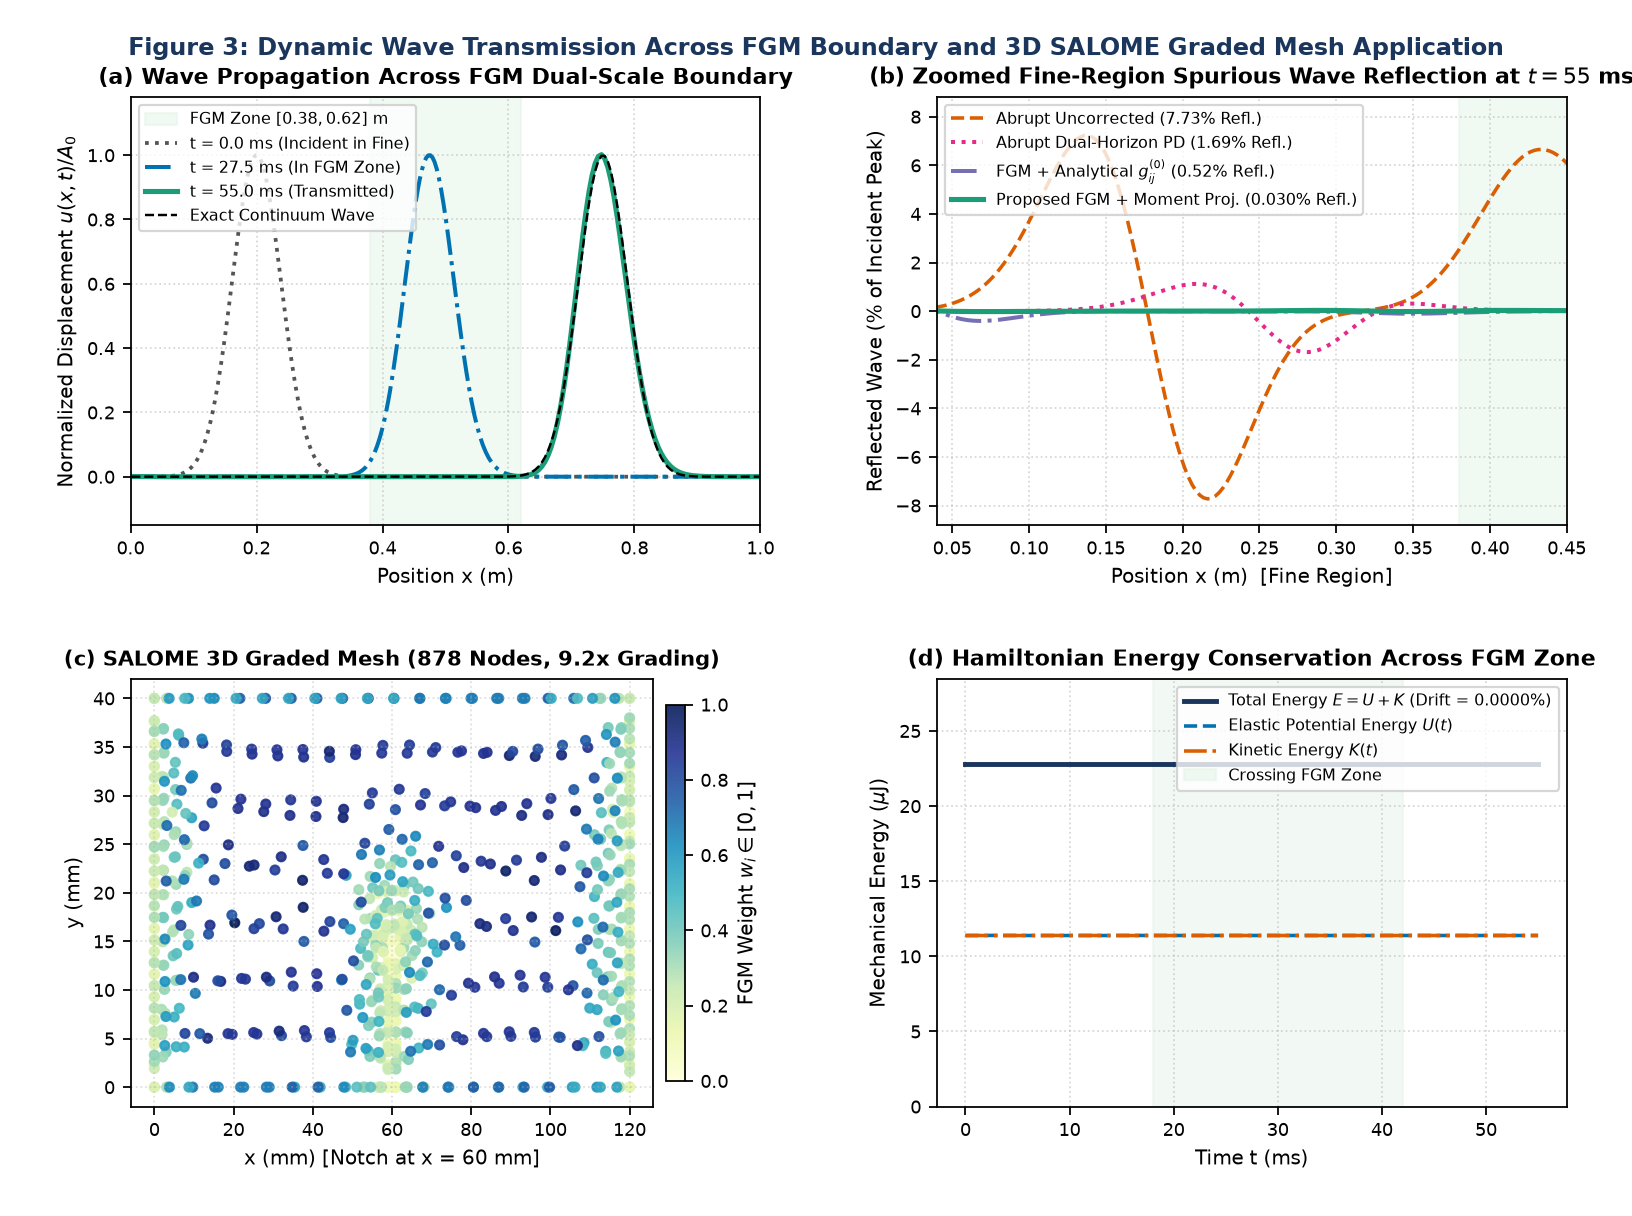 Figure 3: Dynamic Wave Transmission Across FGM Boundary and 3D SALOME Graded Mesh Application
(a) Wave Propagation Across FGM Dual-Scale Boundary
FGM Zone [0.38, 0.62] m
t = 0.0 ms (Incident in Fine)
t = 27.5 ms (In FGM Zone)
t = 55.0 ms (Transmitted)
Exact Continuum Wave
Normalized Displacement u(x, t)/A₀
1.0
0.8
0.6
0.4
0.2
0.0
0.0 0.2 0.4 0.6 0.8 1.0
Position x (m)
(b) Zoomed Fine-Region Spurious Wave Reflection at t = 55 ms
Abrupt Uncorrected (7.73% Refl.)
Abrupt Dual-Horizon PD (1.69% Refl.)
FGM + Analytical g_{ij}^{(0)} (0.52% Refl.)
Proposed FGM + Moment Proj. (0.030% Refl.)
Reflected Wave (% of Incident Peak)
8
6
4
2
0
−2
−4
−6
−8
0.05 0.10 0.15 0.20 0.25 0.30 0.35 0.40 0.45
Position x (m)  [Fine Region]
(c) SALOME 3D Graded Mesh (878 Nodes, 9.2x Grading)
y (mm)
40
35
30
25
20
15
10
5
0
0 20 40 60 80 100 120
x (mm) [Notch at x = 60 mm]
1.0
0.8
0.6
0.4
0.2
0.0
FGM Weight wᵢ ∈ [0, 1]
(d) Hamiltonian Energy Conservation Across FGM Zone
Total Energy E = U + K (Drift = 0.0000%)
Elastic Potential Energy U(t)
Kinetic Energy K(t)
Crossing FGM Zone
Mechanical Energy (μJ)
25
20
15
10
5
0
0 10 20 30 40 50
Time t (ms)